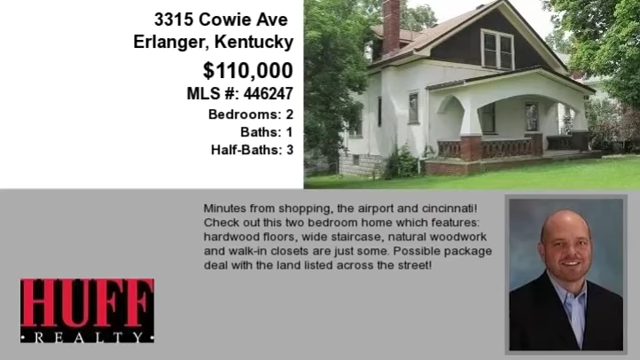 3315 Cowie Ave
Erlanger, Kentucky
$110,000
MLS #: 446247
Bedrooms: 2
Baths: 1
Half-Baths: 3
Minutes from shopping, the airport and cincinnati!
Check out this two bedroom home which features:
hardwood floors, wide staircase, natural woodwork
and walk-in closets are just some. Possible package
deal with the land listed across the street!
HUFF
·REALTY·